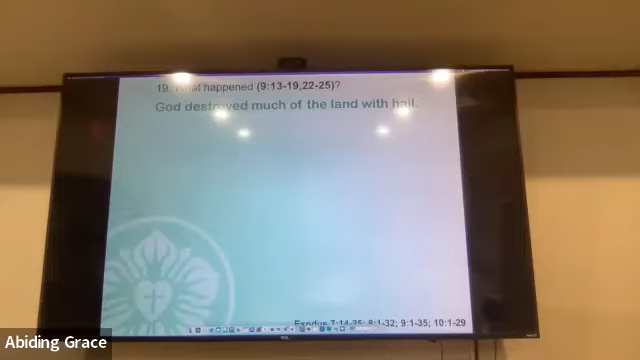 19. What happened (9:13-19,22-25)?
God destroyed much of the land with hail.
Exodus 7:14-25; 8:1-32; 9:1-35; 10:1-29
TCL
Abiding Grace